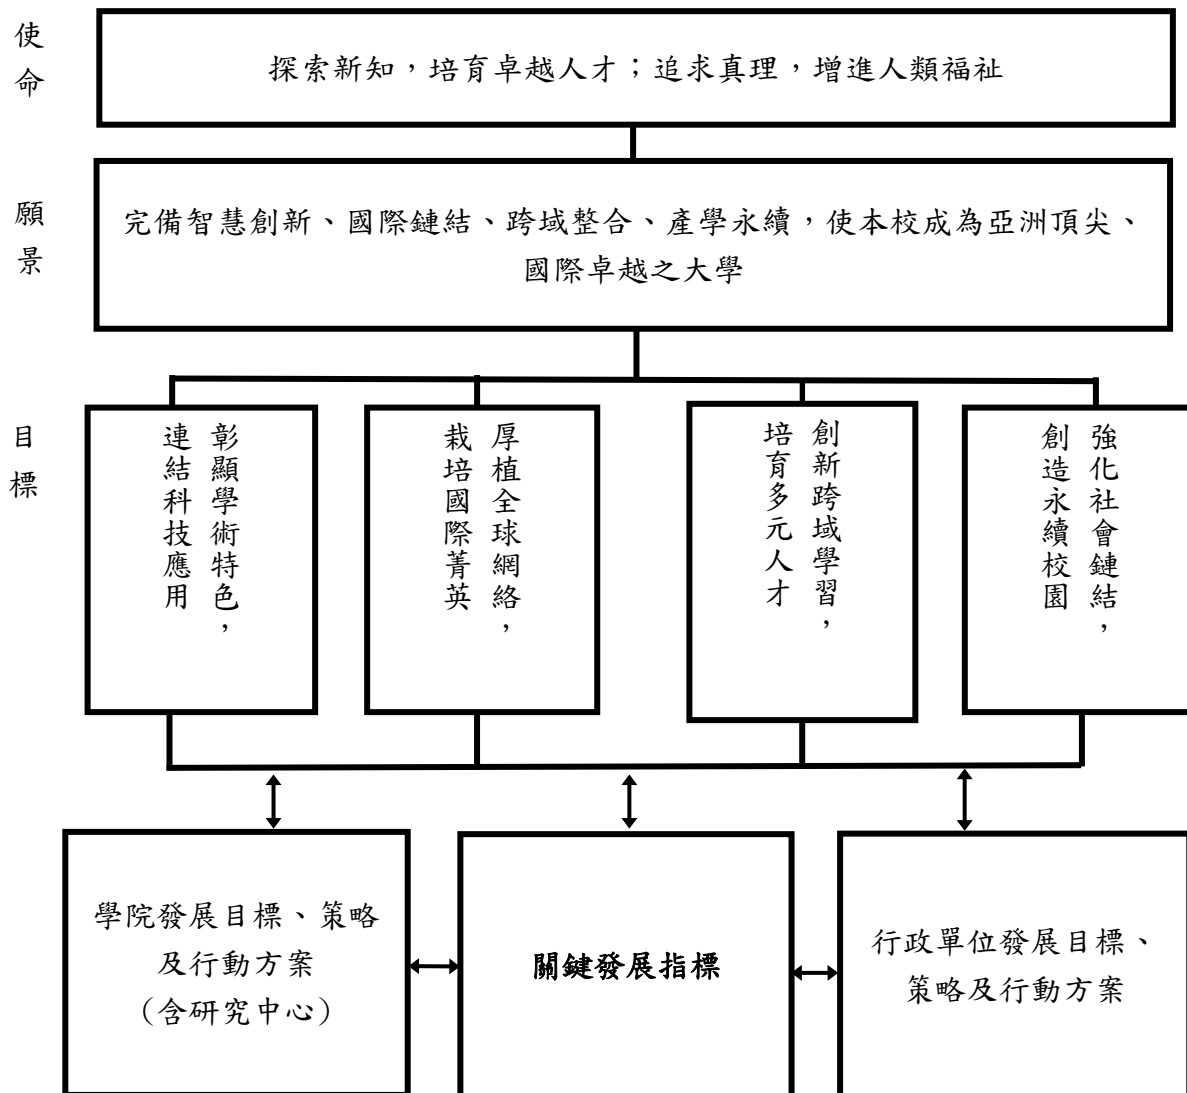 使命
探索新知，培育卓越人才；追求真理，增進人類福祉
願景
完備智慧創新、國際鏈結、跨域整合、產學永續，使本校成為亞洲頂尖、
國際卓越之大學
目標
彰顯學術特色，
連結科技應用
厚植全球網絡，
栽培國際菁英
創新跨域學習，
培育多元人才
強化社會鏈結，
創造永續校園
學院發展目標、策略
及行動方案
（含研究中心）
關鍵發展指標
行政單位發展目標、
策略及行動方案